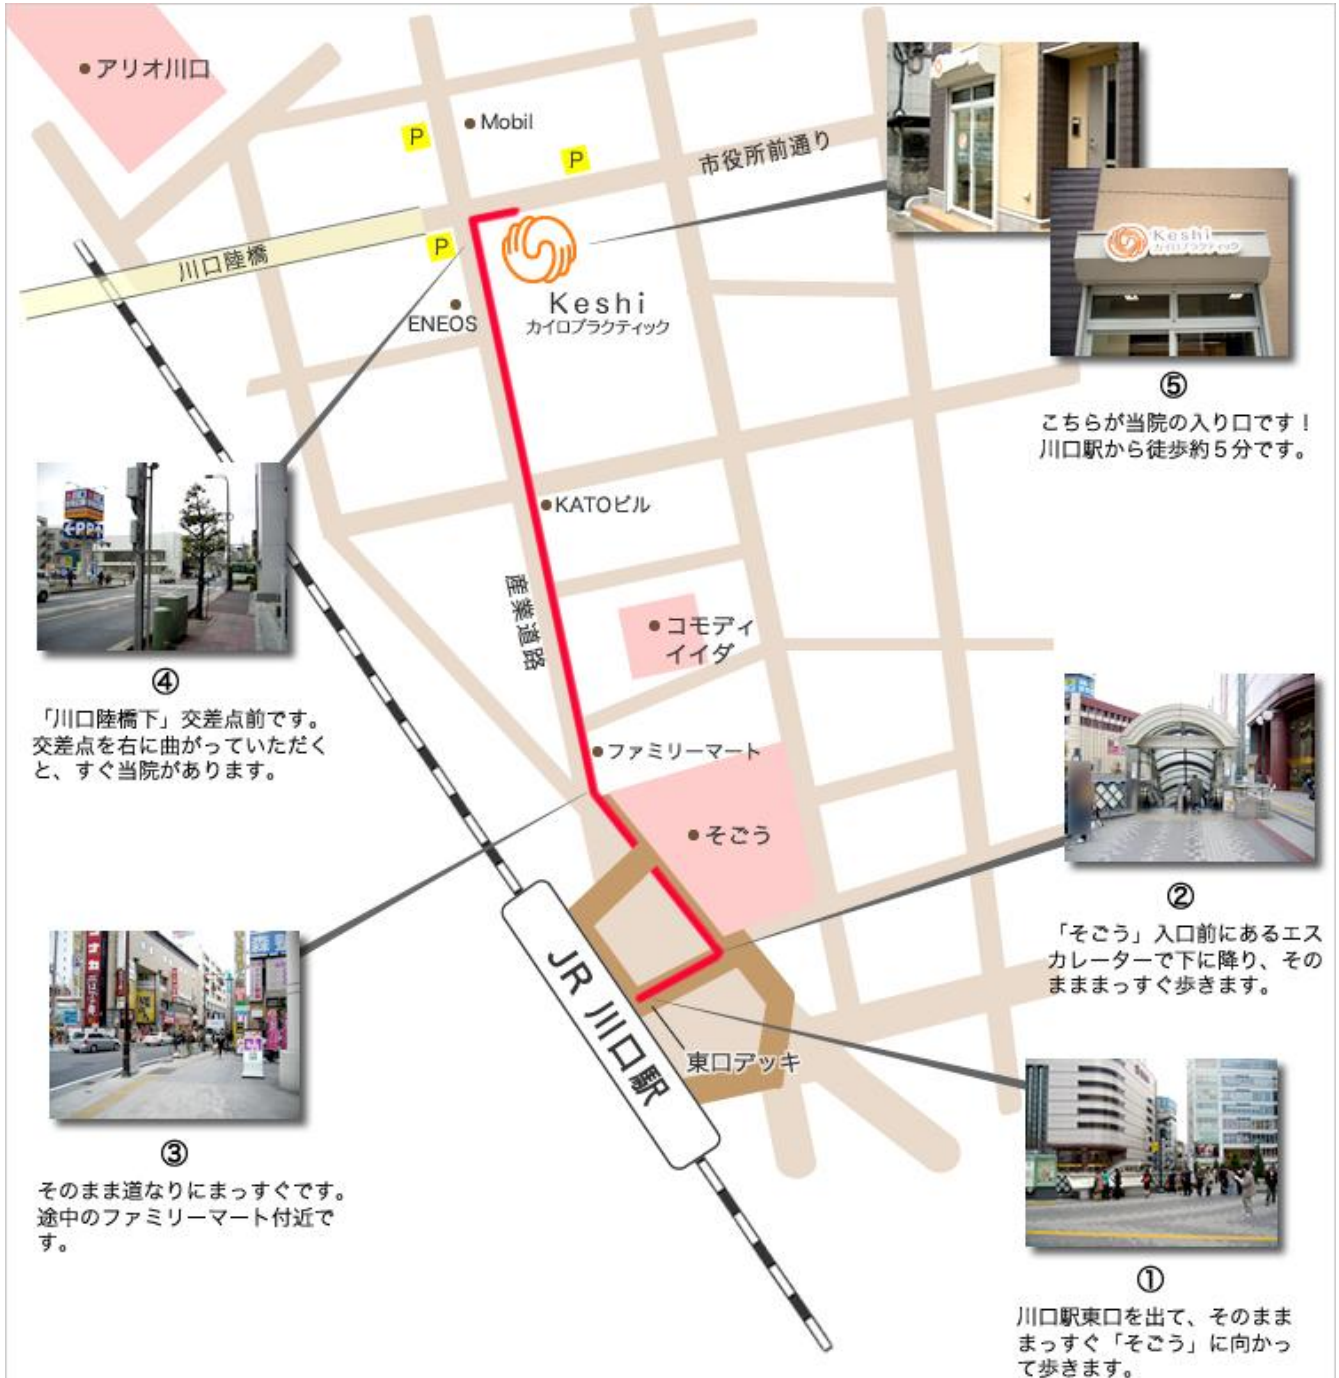 アリオ川口
Mobil
P
P
P
市役所前通り
川口陸橋
ENEOS
Keshi
カイロプラクティック
Keshi
カイロプラクティック
⑤
こちらが当院の入り口です！
川口駅から徒歩約５分です。
KATOビル
産業道路
コモディ
イイダ
④
「川口陸橋下」交差点前です。
交差点を右に曲がっていただく
と、すぐ当院があります。
ファミリーマート
そごう
②
「そごう」入口前にあるエス
カレーターで下に降り、その
まままっすぐ歩きます。
JR 川口駅
東口デッキ
③
そのまま道なりにまっすぐです。
途中のファミリーマート付近で
す。
①
川口駅東口を出て、そのまま
まっすぐ「そごう」に向かっ
て歩きます。